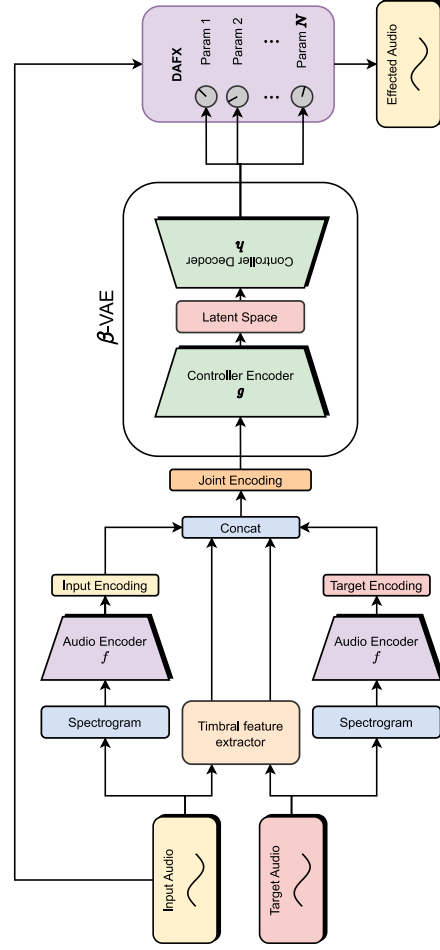 Input Audio
Target Audio
Spectrogram
Timbral feature
extractor
Spectrogram
Audio Encoder
f
Audio Encoder
f
Input Encoding
Target Encoding
Concat
Joint Encoding
β-VAE
Controller Encoder
g
Latent Space
Controller Decoder
h
DAFX
Param 1
Param 2
...
...
Param N
Effected Audio